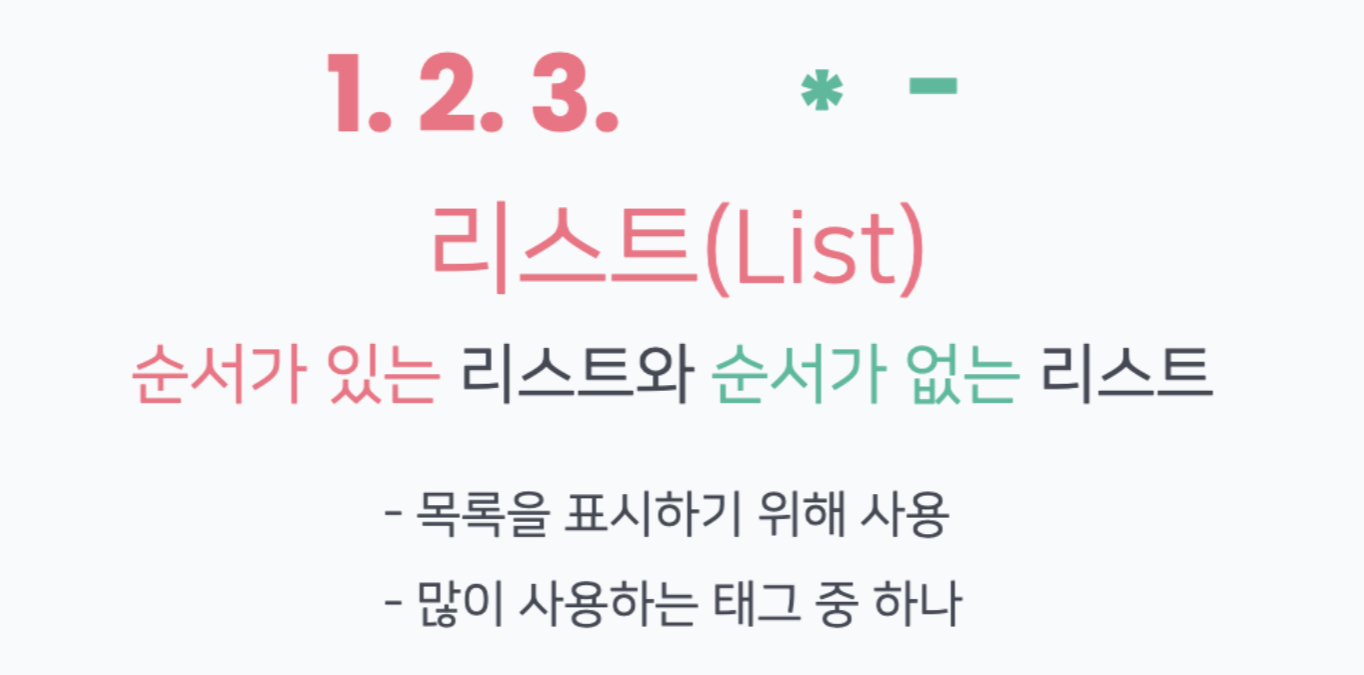 1. 2. 3. * -
리스트(List)
순서가 있는 리스트와 순서가 없는 리스트
- 목록을 표시하기 위해 사용
- 많이 사용하는 태그 중 하나